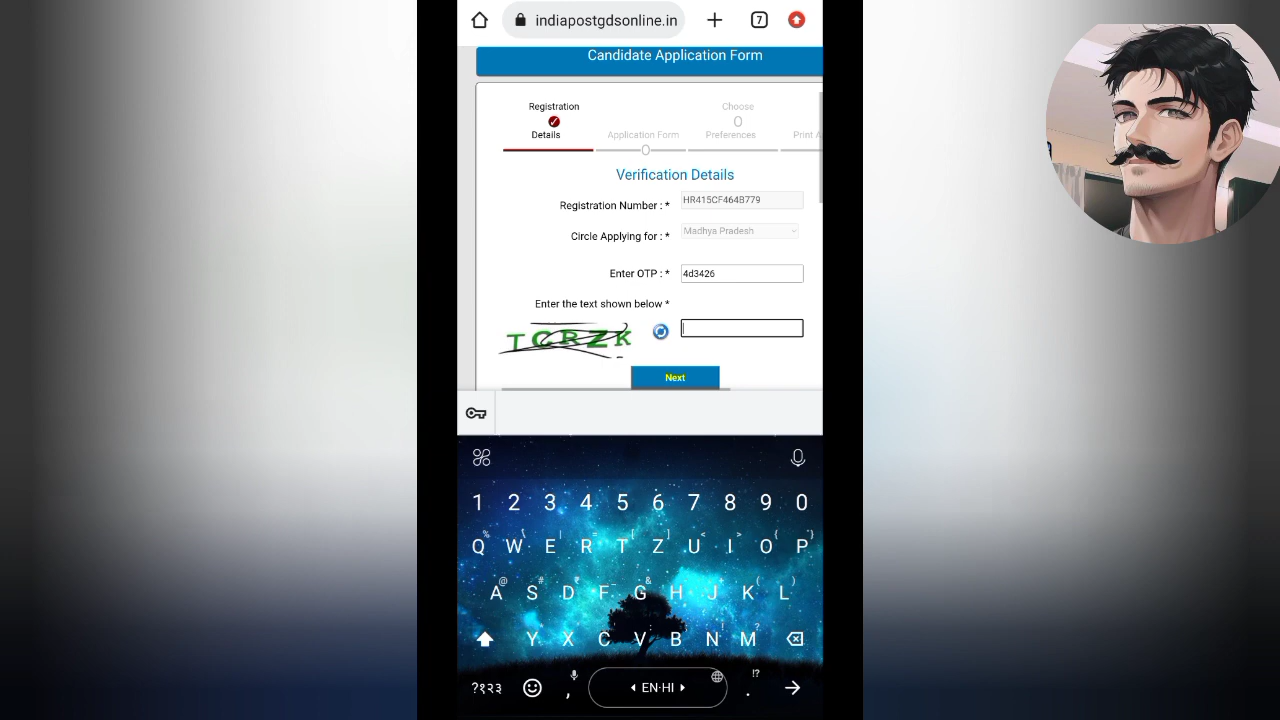 indiapostgdsonline.in
7
Candidate Application Form
Registration
Details
Application Form
Choose
Preferences
Print A
Verification Details
Registration Number : * HR415CF464B779
Circle Applying for : * Madhya Pradesh
Enter OTP : * 4d3426
Enter the text shown below *
TCRZK
Next
1 2 3 4 5 6 7 8 9 0
% \ | = [ ] < > { }
Q W E R T Z U I O P
@ # ₹ _ & - + ( )
A S D F G H J K L
* " ' : ; ! ?
Y X C V B N M
?१२३ , EN·HI . !?